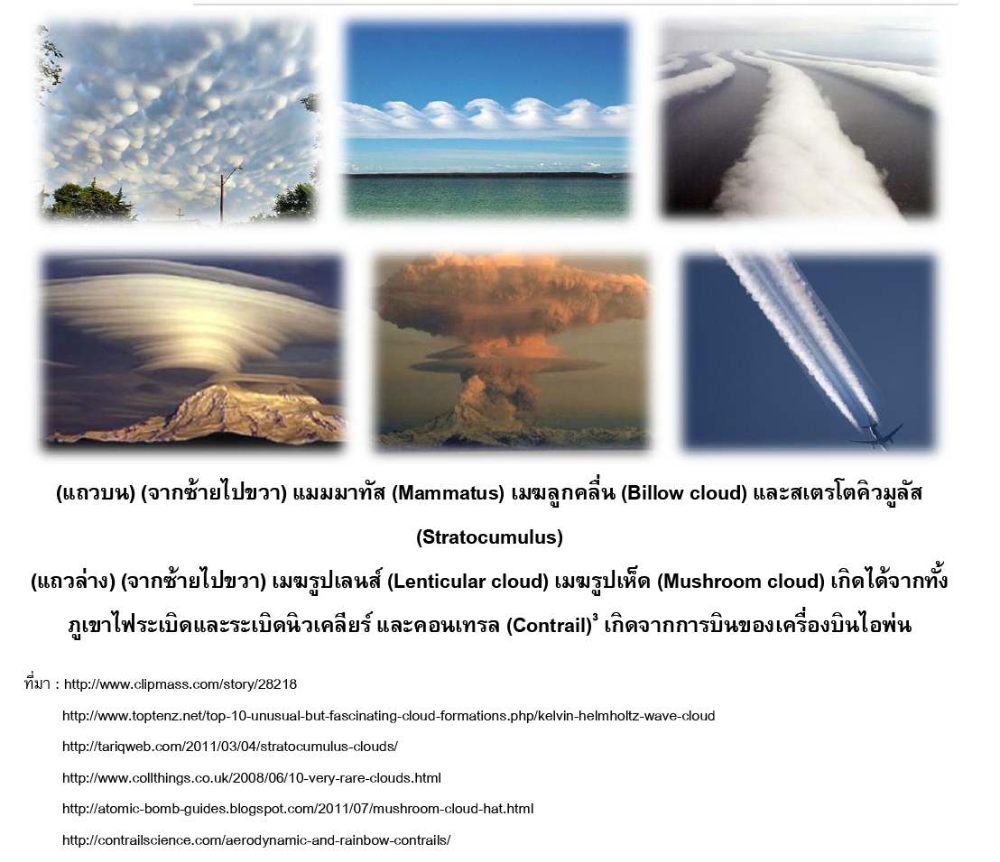 (แถวบน) (จากซ้ายไปขวา) แมมมาทัส (Mammatus) เมฆลูกคลื่น (Billow cloud) และสเตรโตคิวมูลัส
(Stratocumulus)
(แถวล่าง) (จากซ้ายไปขวา) เมฆรูปเลนส์ (Lenticular cloud) เมฆรูปเห็ด (Mushroom cloud) เกิดได้จากทั้ง
ภูเขาไฟระเบิดและระเบิดนิวเคลียร์ และคอนเทรล (Contrail)³ เกิดจากการบินของเครื่องบินไอพ่น
ที่มา : http://www.clipmass.com/story/28218
http://www.toptenz.net/top-10-unusual-but-fascinating-cloud-formations.php/kelvin-helmholtz-wave-cloud
http://tariqweb.com/2011/03/04/stratocumulus-clouds/
http://www.collthings.co.uk/2008/06/10-very-rare-clouds.html
http://atomic-bomb-guides.blogspot.com/2011/07/mushroom-cloud-hat.html
http://contrailscience.com/aerodynamic-and-rainbow-contrails/